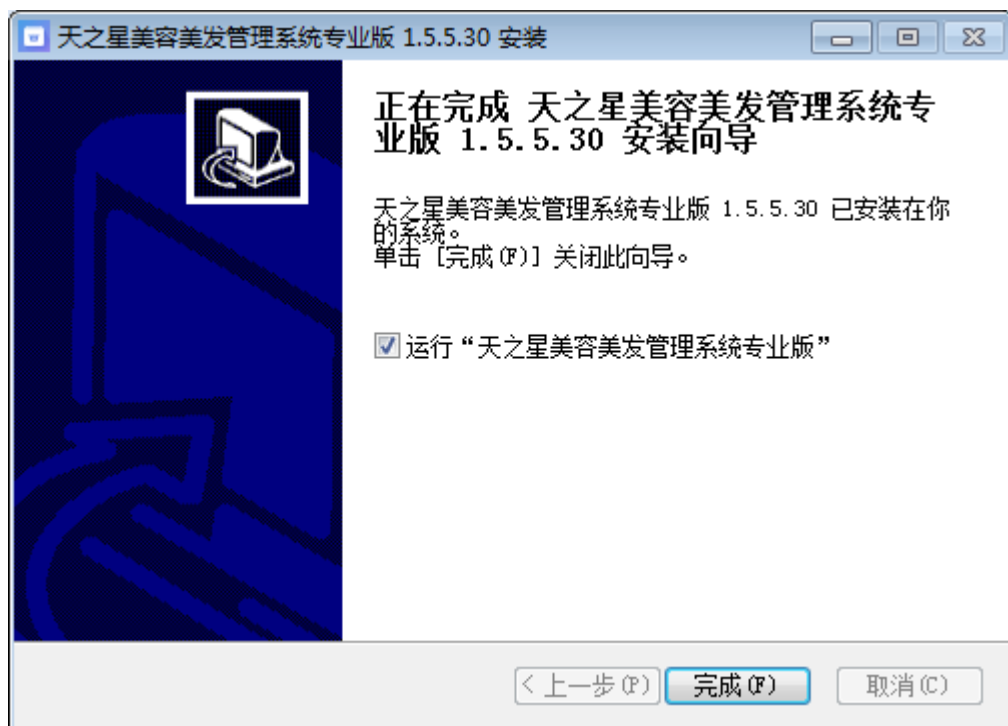 天之星美容美发管理系统专业版 1.5.5.30 安装
正在完成 天之星美容美发管理系统专
业版 1.5.5.30 安装向导
天之星美容美发管理系统专业版 1.5.5.30 已安装在你
的系统。
单击 [完成(F)] 关闭此向导。
运行“天之星美容美发管理系统专业版”
< 上一步(P) 完成(F) 取消(C)